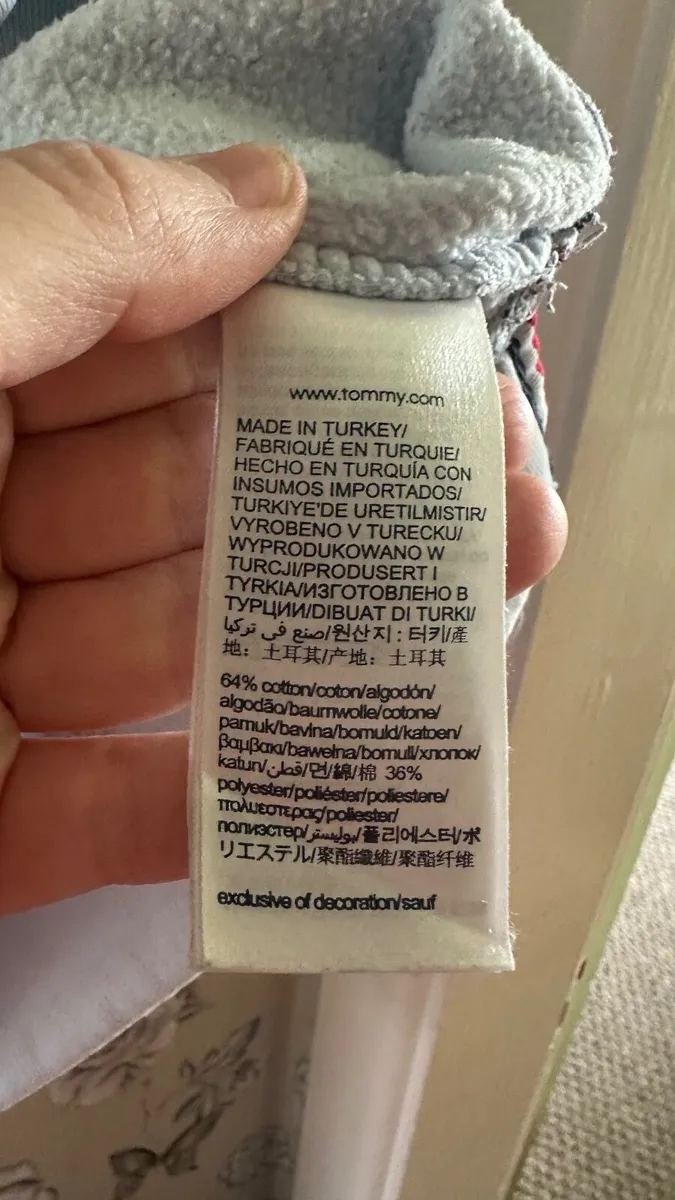 www.tommy.com
MADE IN TURKEY/
FABRIQUÉ EN TURQUIE/
HECHO EN TURQUÍA CON
INSUMOS IMPORTADOS/
TURKIYE'DE URETILMISTIR/
VYROBENO V TURECKU/
WYPRODUKOWANO W
TURCJI/PRODUSERT I
TYRKIA/ИЗГОТОВЛЕНО В
ТУРЦИИ/DIBUAT DI TURKI/
صنع في تركيا/원산지 : 터키/產
地：土耳其/产地：土耳其
64% cotton/coton/algodón/
algodão/baumwolle/cotone/
pamuk/bavlna/bomuld/katoen/
βαμβακι/bawełna/bomull/хлопок/
katun/قطن/면/綿/棉 36%
polyester/poliéster/poliestere/
πολυεστερας/poliester/
полиэстер/بوليستر/폴리에스터/ポ
リエステル/聚酯纖維/聚酯纤维
exclusive of decoration/sauf